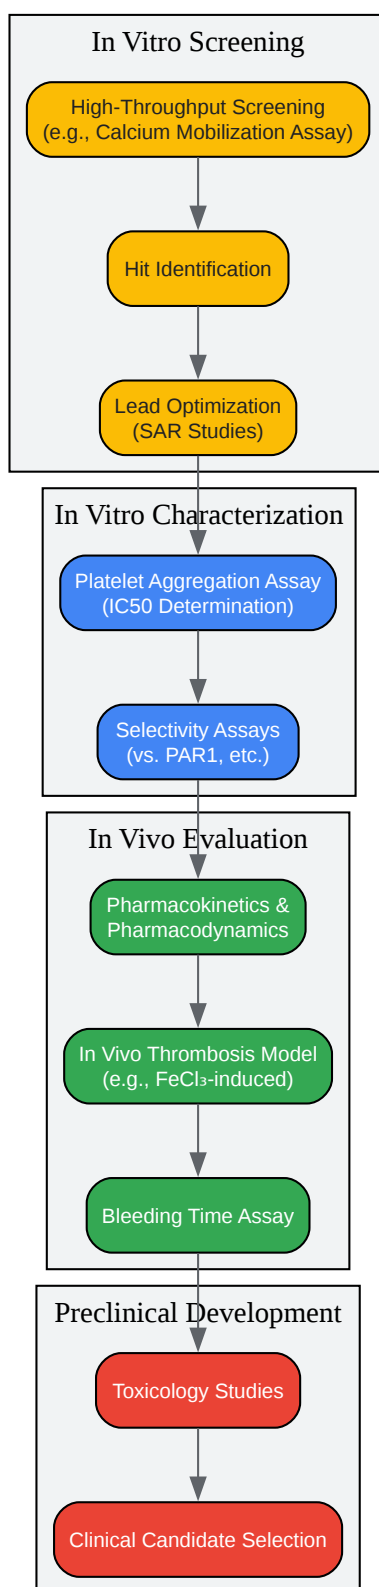 In Vitro Screening
High-Throughput Screening
(e.g., Calcium Mobilization Assay)
Hit Identification
Lead Optimization
(SAR Studies)
In Vitro Characterization
Platelet Aggregation Assay
(IC50 Determination)
Selectivity Assays
(vs. PAR1, etc.)
In Vivo Evaluation
Pharmacokinetics &
Pharmacodynamics
In Vivo Thrombosis Model
(e.g., FeCl₃-induced)
Bleeding Time Assay
Preclinical Development
Toxicology Studies
Clinical Candidate Selection